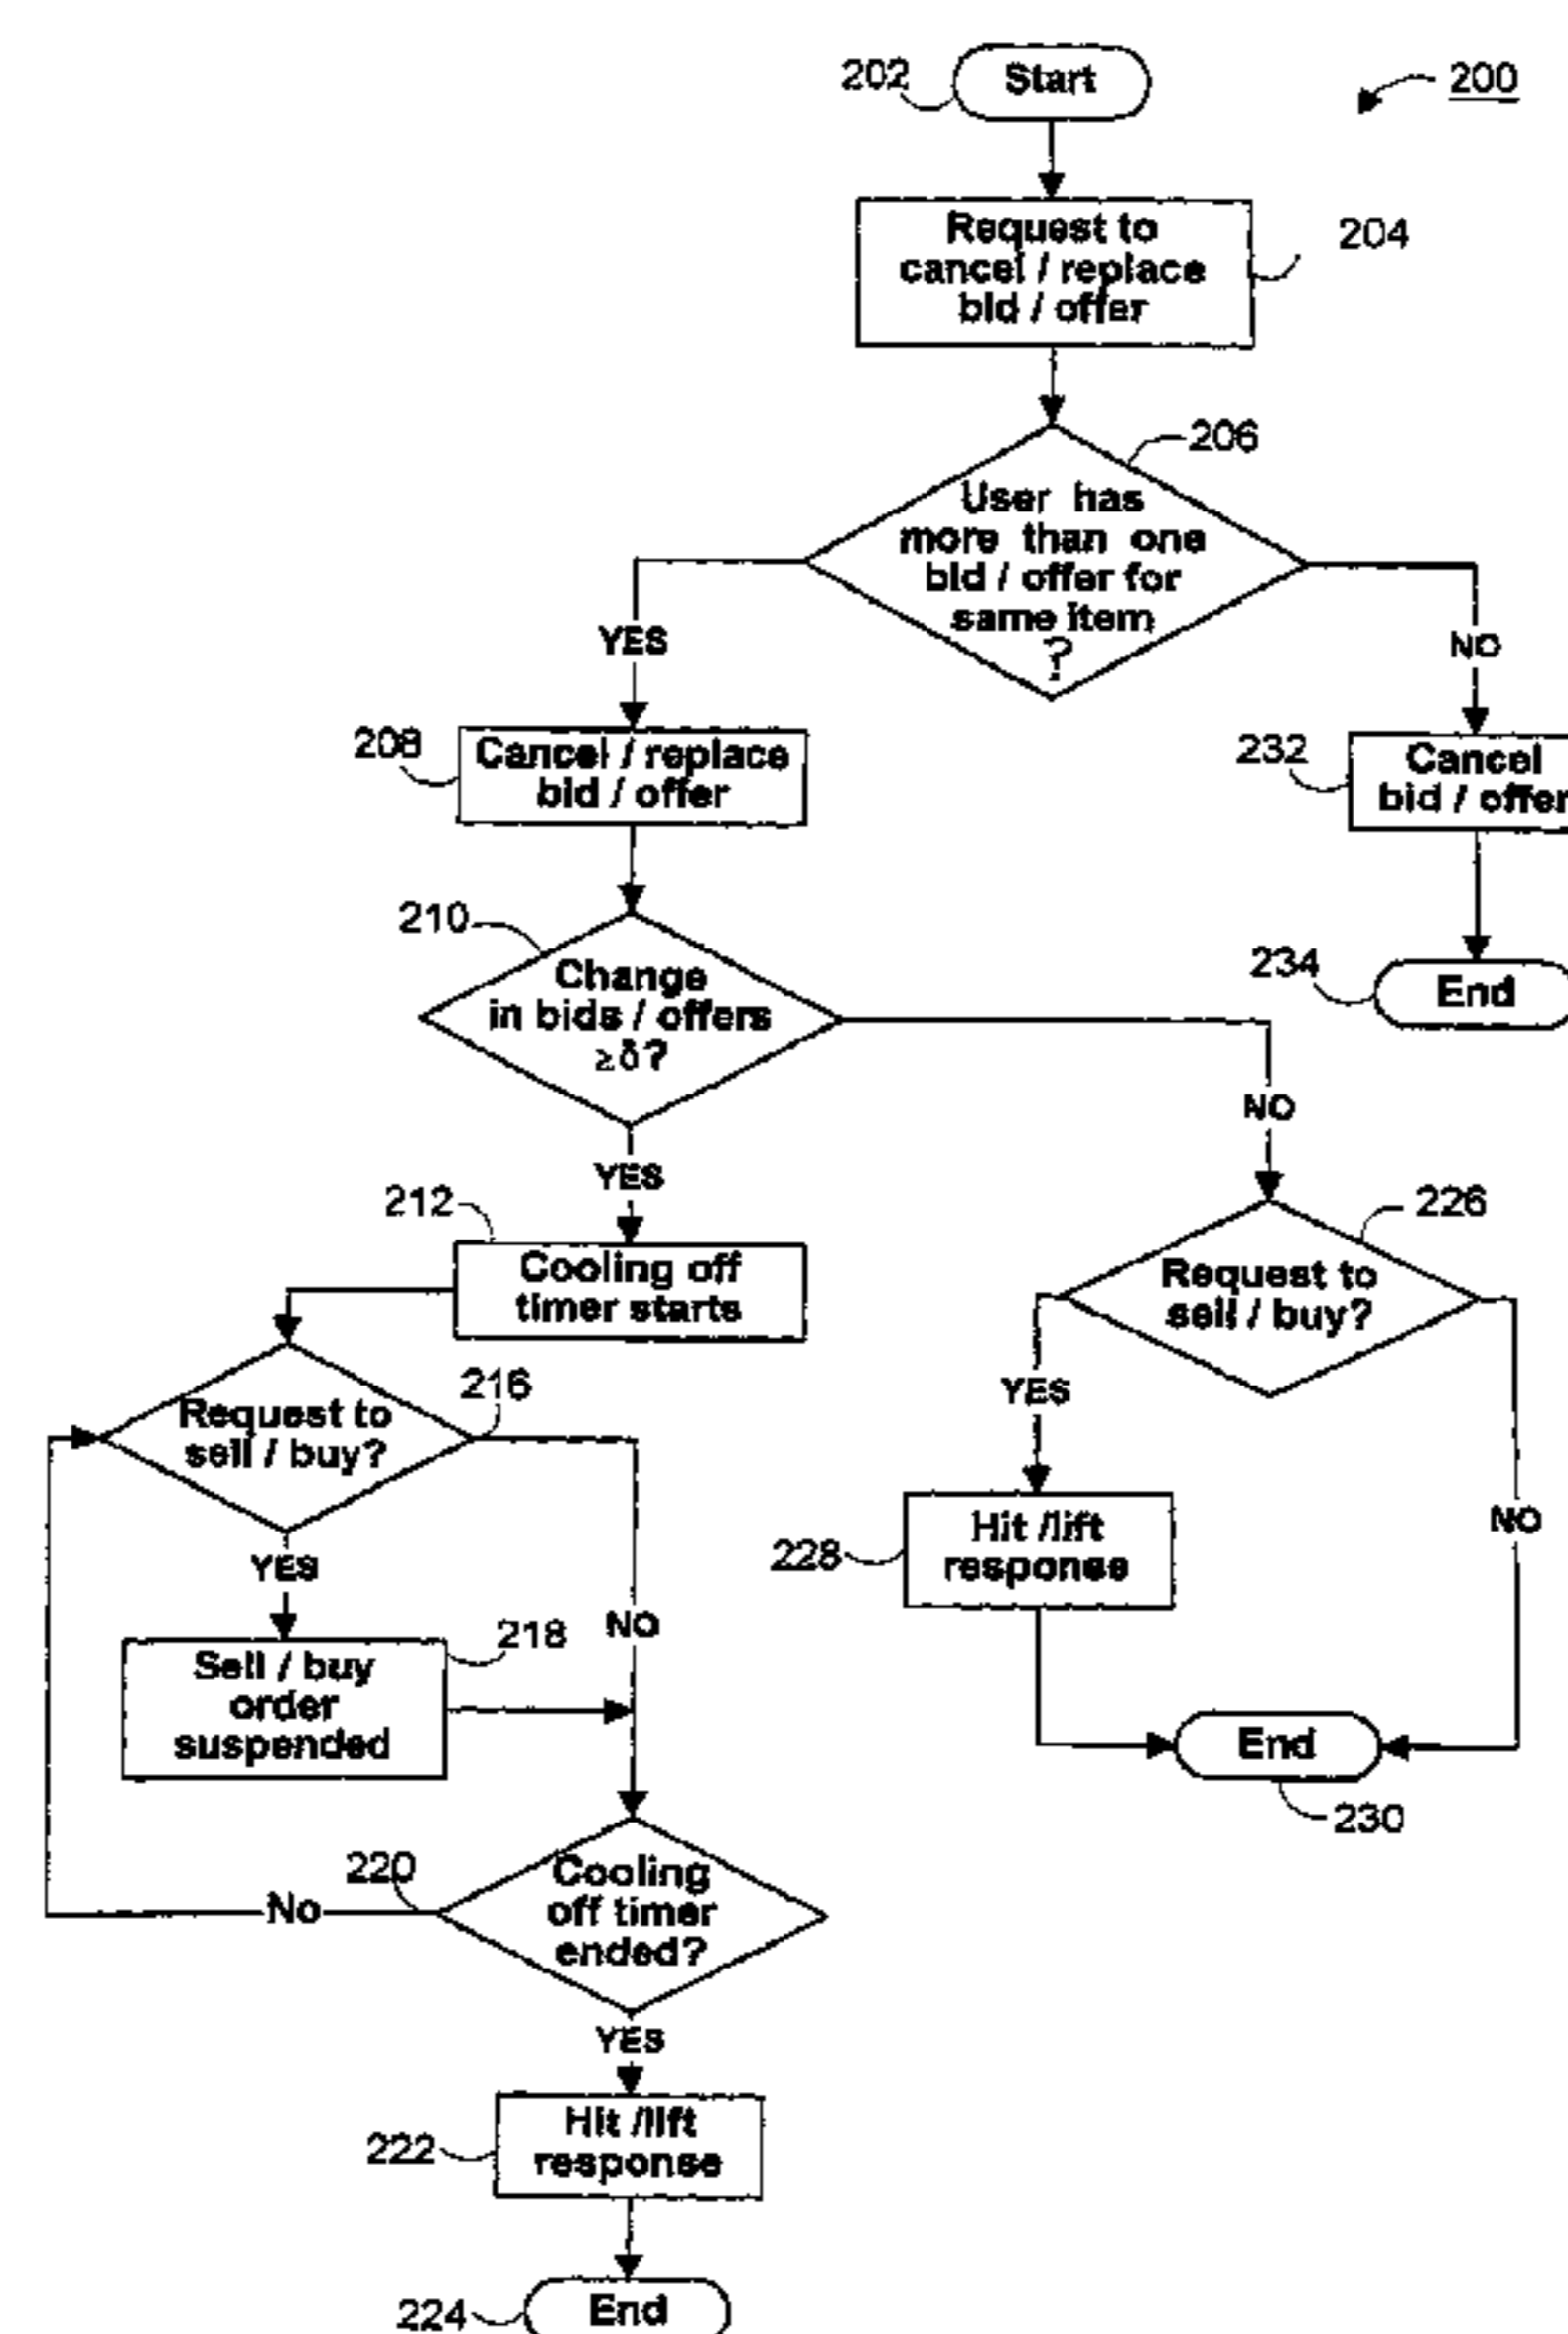 200
202
Start
Request to
cancel / replace
bid / offer
204
206
User has
more than one
bid / offer for
same item
?
YES
NO
208
Cancel / replace
bid / offer
232
Cancel
bid / offer
210
Change
in bids / offers
≥δ?
234
End
NO
YES
212
Cooling off
timer starts
226
Request to
sell / buy?
216
Request to
sell / buy?
YES
NO
228
Hit /lift
response
YES
NO
218
Sell / buy
order
suspended
End
230
220
Cooling
off timer
ended?
No
YES
222
Hit /lift
response
224
End